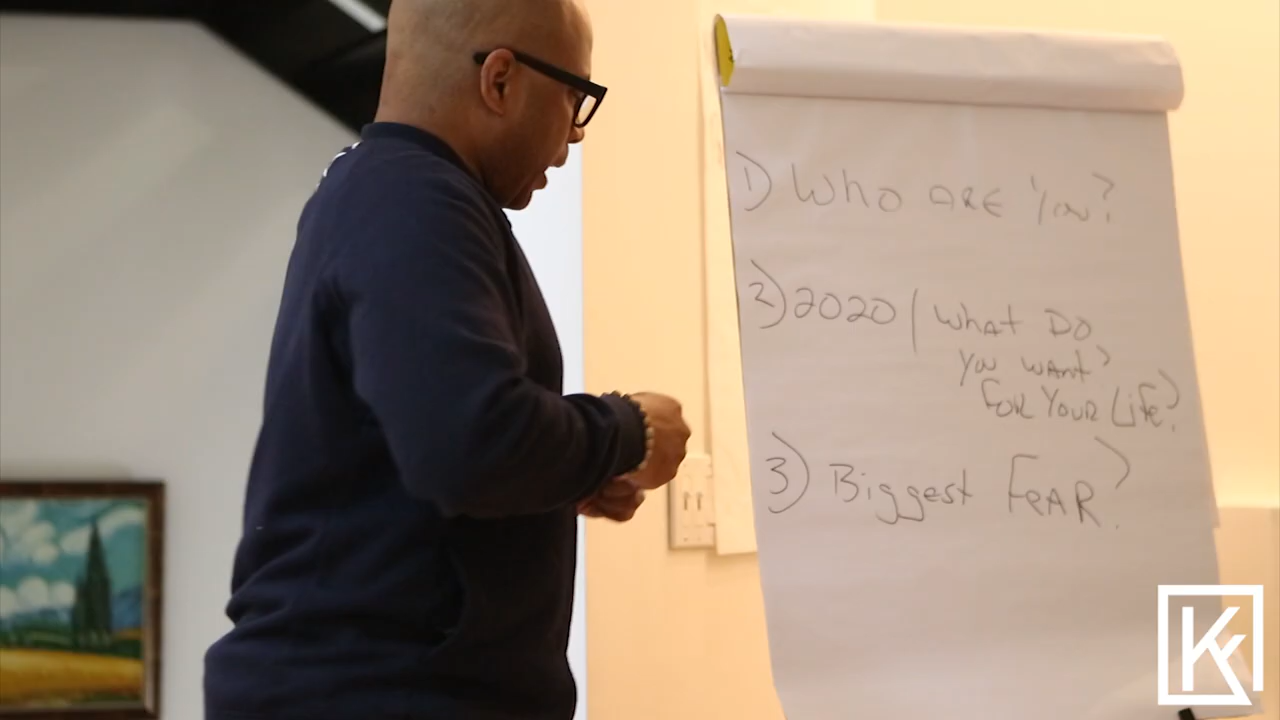 1) Who ARE You?
2) 2020 | What Do
You Want?
For Your Life?
3) Biggest FeAR?
K